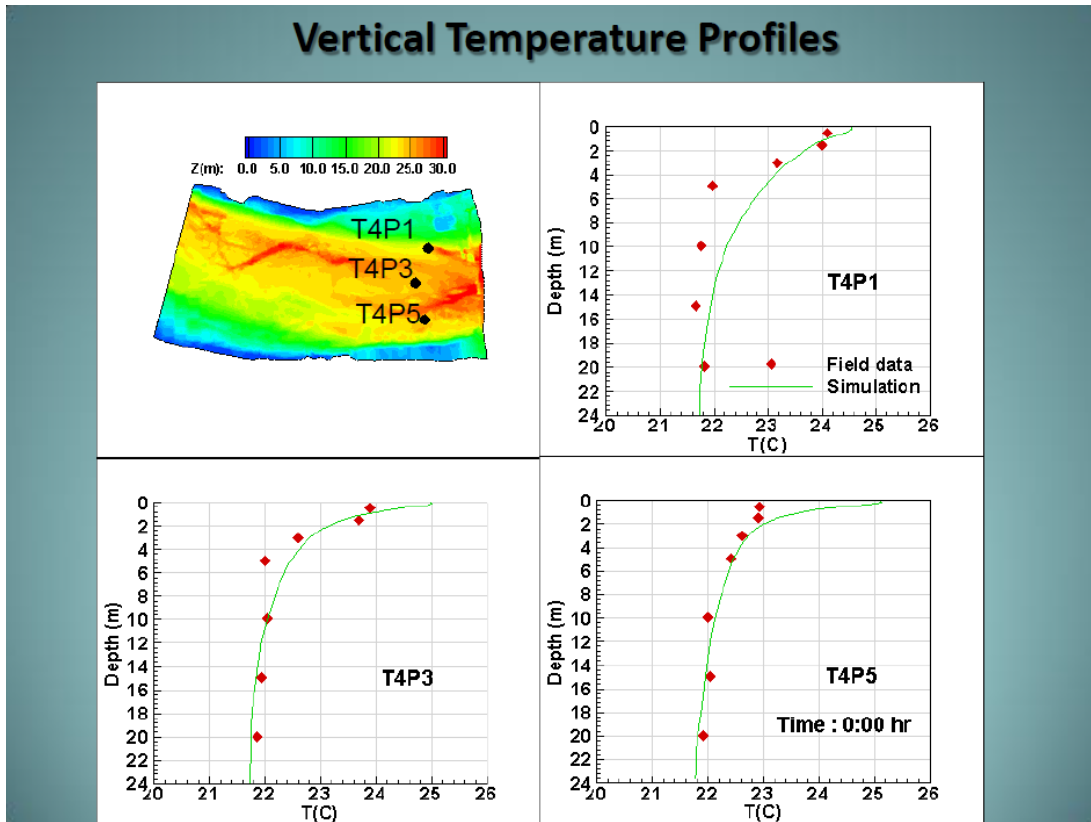 Vertical Temperature Profiles
Z(m): 0.0 5.0 10.0 15.0 20.0 25.0 30.0
T4P1
T4P3
T4P5
0
2
4
6
8
10
12
14
16
18
20
22
24
Depth (m)
T4P1
Field data
Simulation
20 21 22 23 24 25 26
T(C)
0
2
4
6
8
10
12
14
16
18
20
22
24
Depth (m)
T4P3
20 21 22 23 24 25 26
T(C)
0
2
4
6
8
10
12
14
16
18
20
22
24
Depth (m)
T4P5
Time : 0:00 hr
20 21 22 23 24 25 26
T(C)